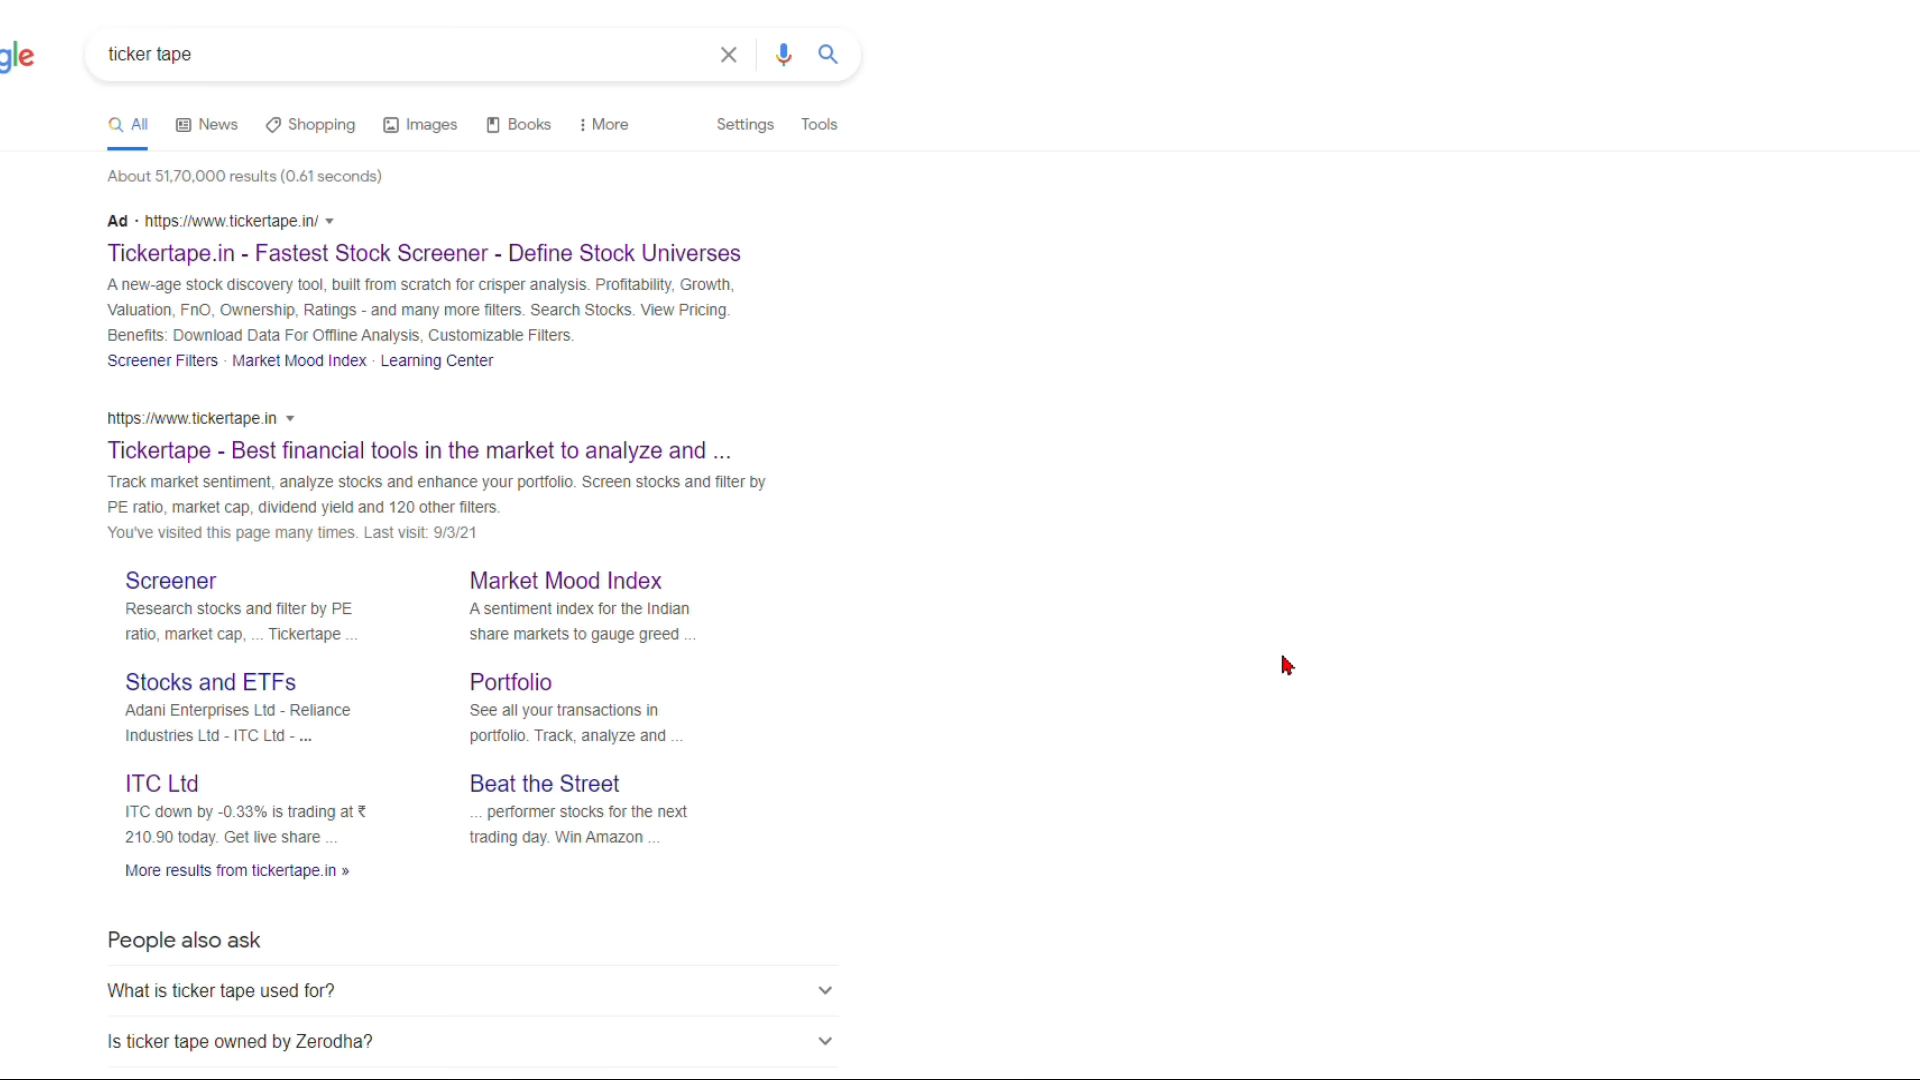 gle
ticker tape
All News Shopping Images Books More Settings Tools
About 51,70,000 results (0.61 seconds)
Ad · https://www.tickertape.in/
Tickertape.in - Fastest Stock Screener - Define Stock Universes
A new-age stock discovery tool, built from scratch for crisper analysis. Profitability, Growth,
Valuation, FnO, Ownership, Ratings - and many more filters. Search Stocks. View Pricing.
Benefits: Download Data For Offline Analysis, Customizable Filters.
Screener Filters · Market Mood Index · Learning Center
https://www.tickertape.in
Tickertape - Best financial tools in the market to analyze and ...
Track market sentiment, analyze stocks and enhance your portfolio. Screen stocks and filter by
PE ratio, market cap, dividend yield and 120 other filters.
You've visited this page many times. Last visit: 9/3/21
Screener
Research stocks and filter by PE
ratio, market cap, ... Tickertape ...
Market Mood Index
A sentiment index for the Indian
share markets to gauge greed ...
Stocks and ETFs
Adani Enterprises Ltd - Reliance
Industries Ltd - ITC Ltd - ...
Portfolio
See all your transactions in
portfolio. Track, analyze and ...
ITC Ltd
ITC down by -0.33% is trading at ₹
210.90 today. Get live share ...
Beat the Street
... performer stocks for the next
trading day. Win Amazon ...
More results from tickertape.in »
People also ask
What is ticker tape used for?
Is ticker tape owned by Zerodha?